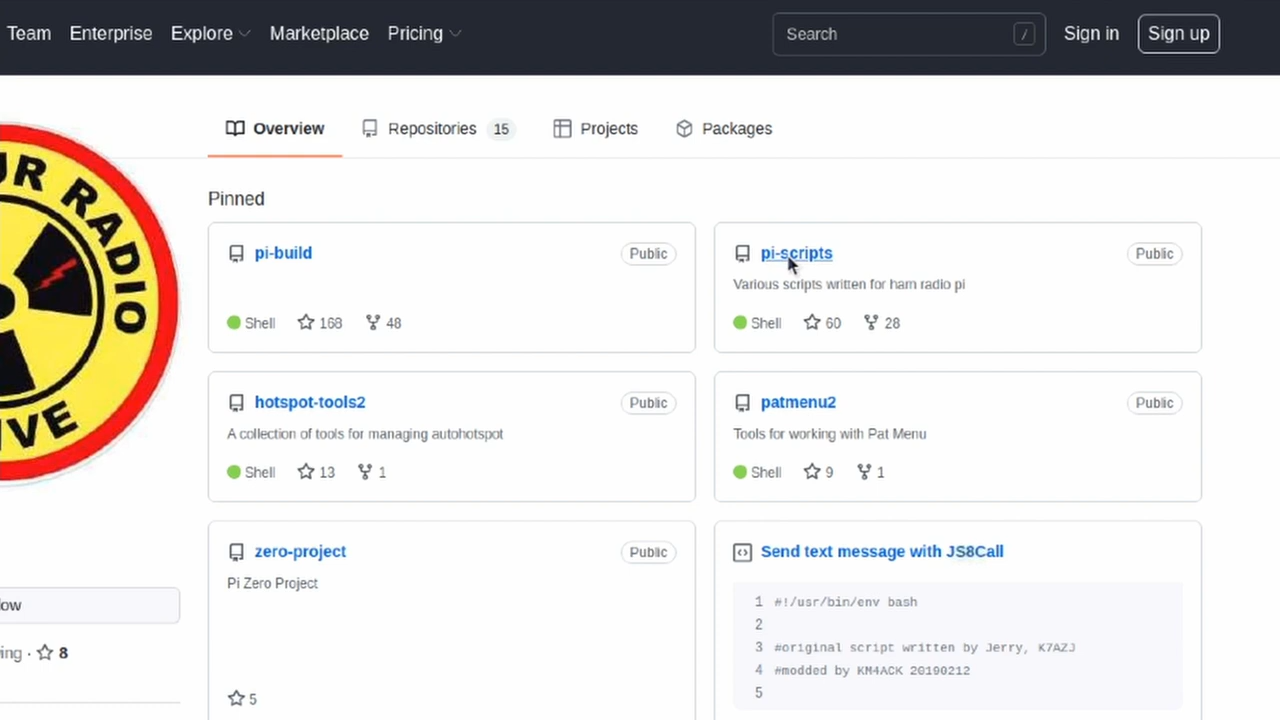 Team Enterprise Explore Marketplace Pricing Search / Sign in Sign up
Overview Repositories 15 Projects Packages
RADIO
Pinned
pi-build Public
Shell 168 48
pi-scripts Public
Various scripts written for ham radio pi
Shell 60 28
hotspot-tools2 Public
A collection of tools for managing autohotspot
Shell 13 1
patmenu2 Public
Tools for working with Pat Menu
Shell 9 1
zero-project Public
Pi Zero Project
5
Send text message with JS8Call
1 #!/usr/bin/env bash
2
3 #original script written by Jerry, K7AZJ
4 #modded by KM4ACK 20190212
5
8